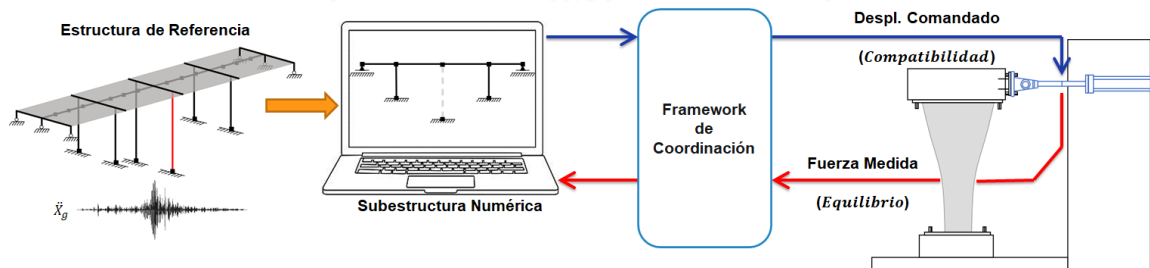 Estructura de Referencia
Ẍg
Subestructura Numérica
Framework
de
Coordinación
Despl. Comandado
(Compatibilidad)
Fuerza Medida
(Equilibrio)